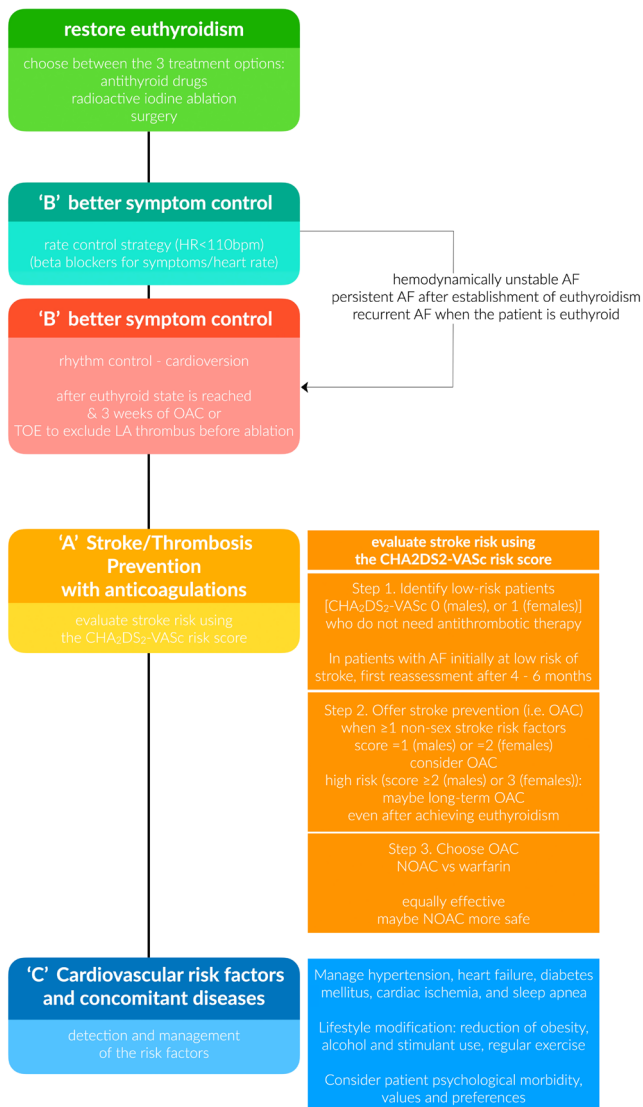 restore euthyroidism
choose between the 3 treatment options:
antithyroid drugs
radioactive iodine ablation
surgery
'B' better symptom control
rate control strategy (HR<110bpm)
(beta blockers for symptoms/heart rate)
hemodynamically unstable AF
persistent AF after establishment of euthyroidism
recurrent AF when the patient is euthyroid
'B' better symptom control
rhythm control - cardioversion
after euthyroid state is reached
& 3 weeks of OAC or
TOE to exclude LA thrombus before ablation
'A' Stroke/Thrombosis
Prevention
with anticoagulations
evaluate stroke risk using
the CHA₂DS₂-VASc risk score
evaluate stroke risk using
the CHA2DS2-VASc risk score
Step 1. Identify low-risk patients
[CHA₂DS₂-VASc 0 (males), or 1 (females)]
who do not need antithrombotic therapy
In patients with AF initially at low risk of
stroke, first reassessment after 4 - 6 months
Step 2. Offer stroke prevention (i.e. OAC)
when ≥1 non-sex stroke risk factors
score =1 (males) or =2 (females)
consider OAC
high risk (score ≥2 (males) or 3 (females)):
maybe long-term OAC
even after achieving euthyroidism
Step 3. Choose OAC
NOAC vs warfarin
equally effective
maybe NOAC more safe
'C' Cardiovascular risk factors
and concomitant diseases
detection and management
of the risk factors
Manage hypertension, heart failure, diabetes
mellitus, cardiac ischemia, and sleep apnea
Lifestyle modification: reduction of obesity,
alcohol and stimulant use, regular exercise
Consider patient psychological morbidity,
values and preferences